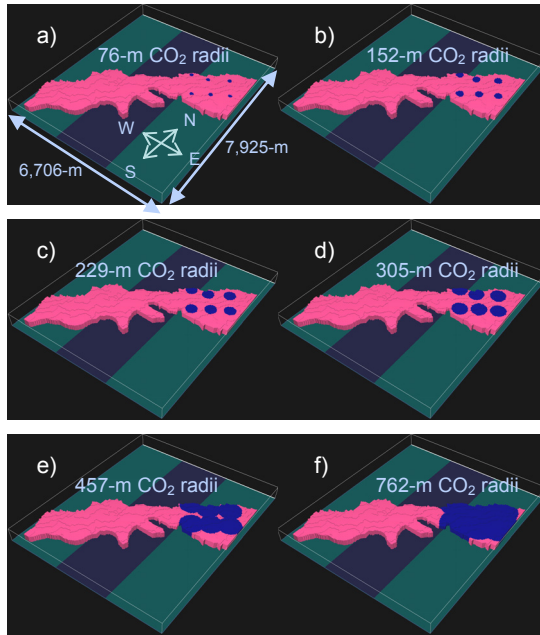 a)
76-m CO₂ radii
W
N
S
E
6,706-m
7,925-m
b)
152-m CO₂ radii
c)
229-m CO₂ radii
d)
305-m CO₂ radii
e)
457-m CO₂ radii
f)
762-m CO₂ radii